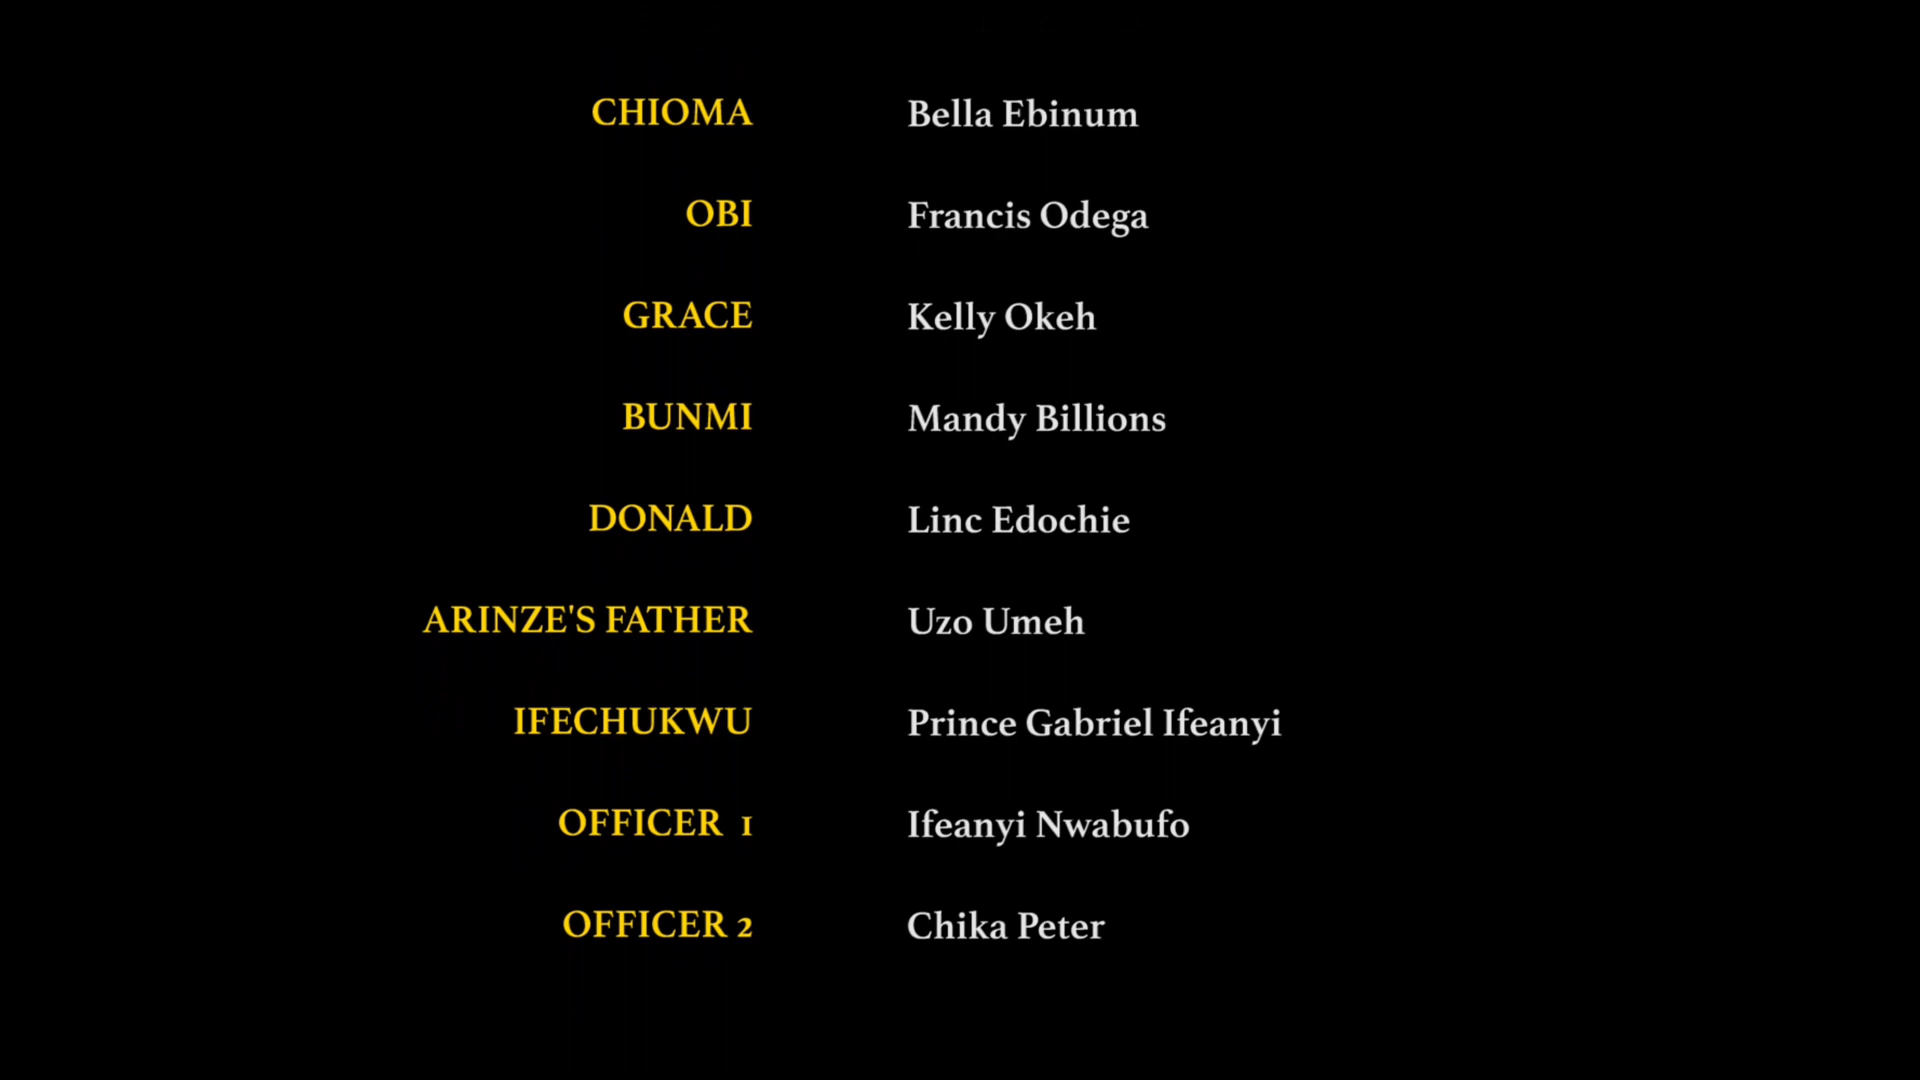 CHIOMA Bella Ebinum
OBI Francis Odega
GRACE Kelly Okeh
BUNMI Mandy Billions
DONALD Linc Edochie
ARINZE'S FATHER Uzo Umeh
IFECHUKWU Prince Gabriel Ifeanyi
OFFICER 1 Ifeanyi Nwabufo
OFFICER 2 Chika Peter